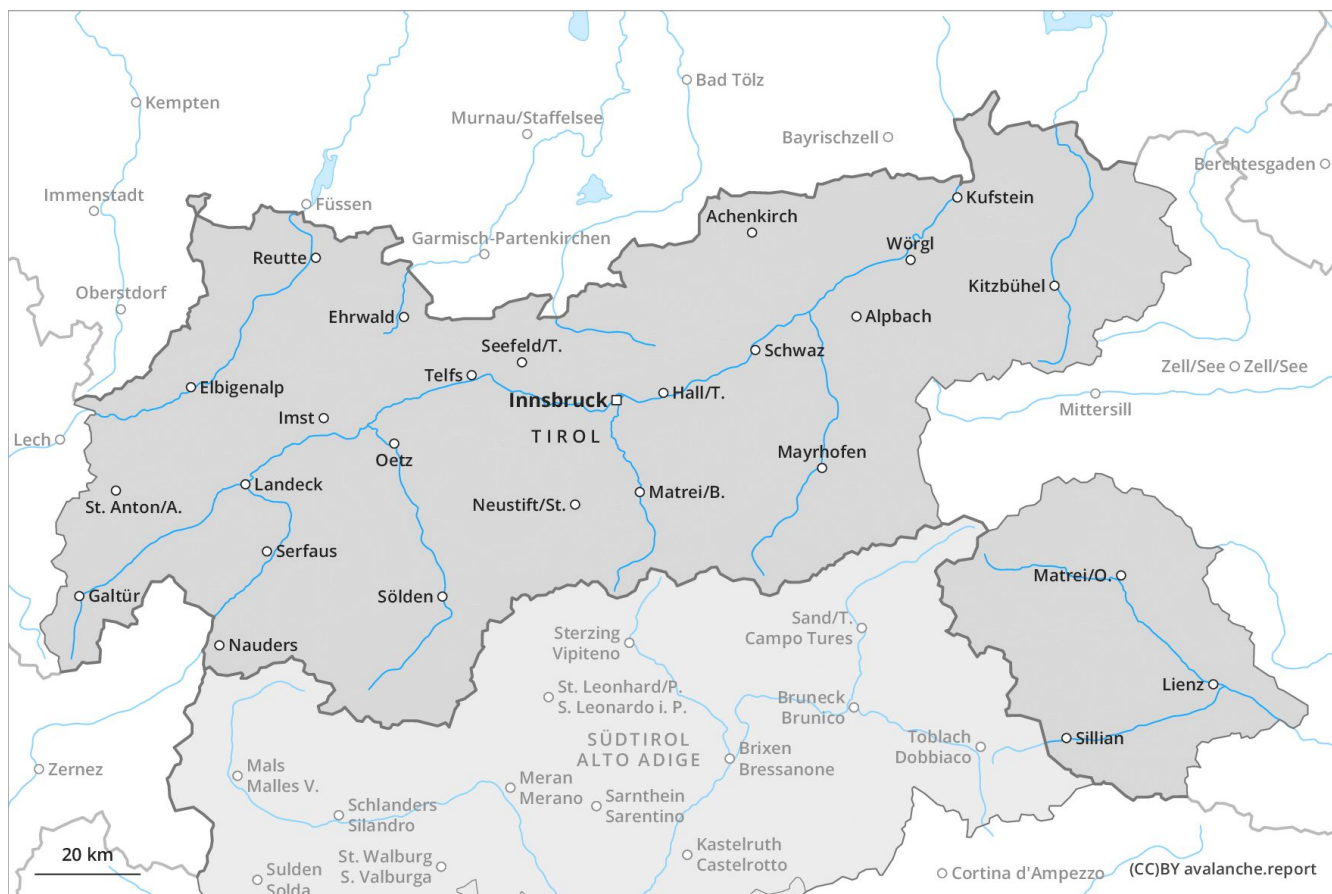 Bad Tölz
Kempten
Murnau/Staffelsee
Bayrischzell
Berchtesgaden
Immenstadt
Füssen
Kufstein
Achenkirch
Garmisch-Partenkirchen
Wörgl
Reutte
Kitzbühel
Oberstdorf
Ehrwald
Alpbach
Seefeld/T.
Schwaz
Zell/See
Zell/See
Telfs
Elbigenalp
Hall/T.
Innsbruck
Mittersill
Imst
TIROL
Lech
Oetz
Mayrhofen
Landeck
Matrei/B.
St. Anton/A.
Neustift/St.
Serfaus
Matrei/O.
Galtür
Sölden
Sand/T.
Campo Tures
Sterzing
Vipiteno
Nauders
Lienz
St. Leonhard/P.
S. Leonardo i. P.
Bruneck
Brunico
Sillian
SÜDTIROL
ALTO ADIGE
Toblach
Dobbiaco
Brixen
Bressanone
Zernez
Mals
Malles V.
Meran
Merano
Sarnthein
Sarentino
Schlanders
Silandro
Kastelruth
Castelrotto
20 km
St. Walburg
S. Valburga
Sulden
Solda
Cortina d'Ampezzo
(CC)BY avalanche.report